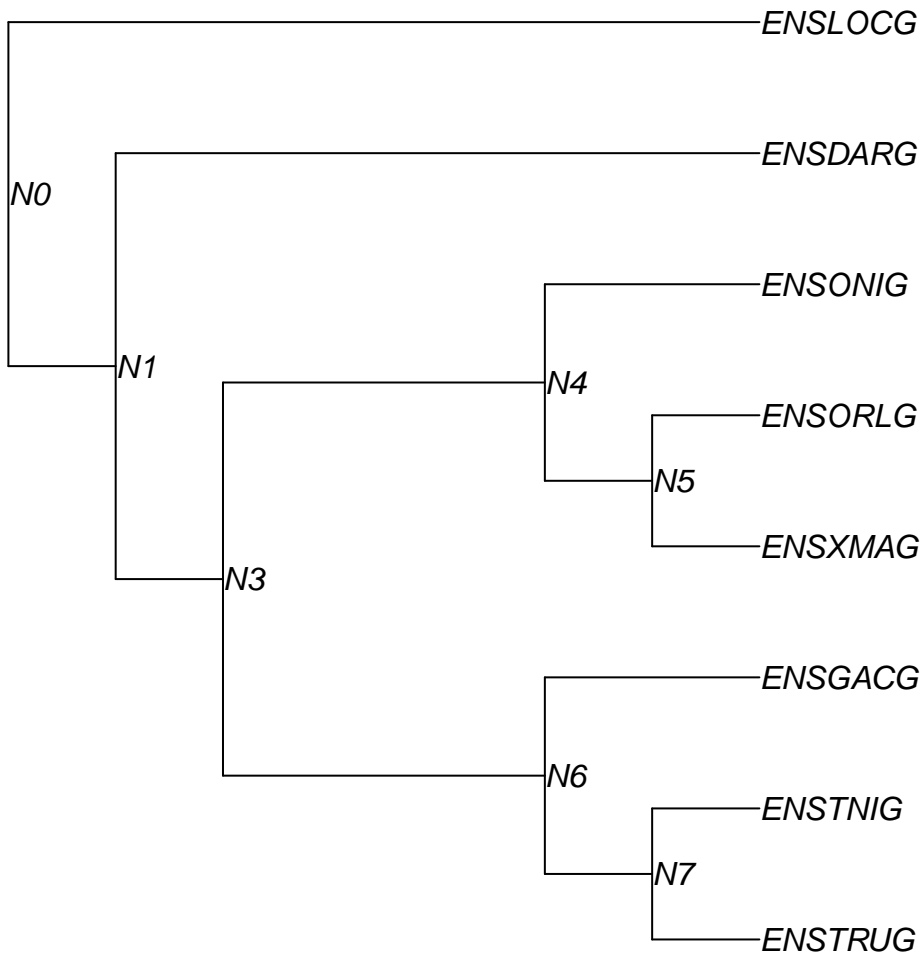 ENSLOCG
ENSDARG
N0
ENSONIG
N1
N4
ENSORLG
N5
ENSXMAG
N3
ENSGACG
N6
ENSTNIG
N7
ENSTRUG